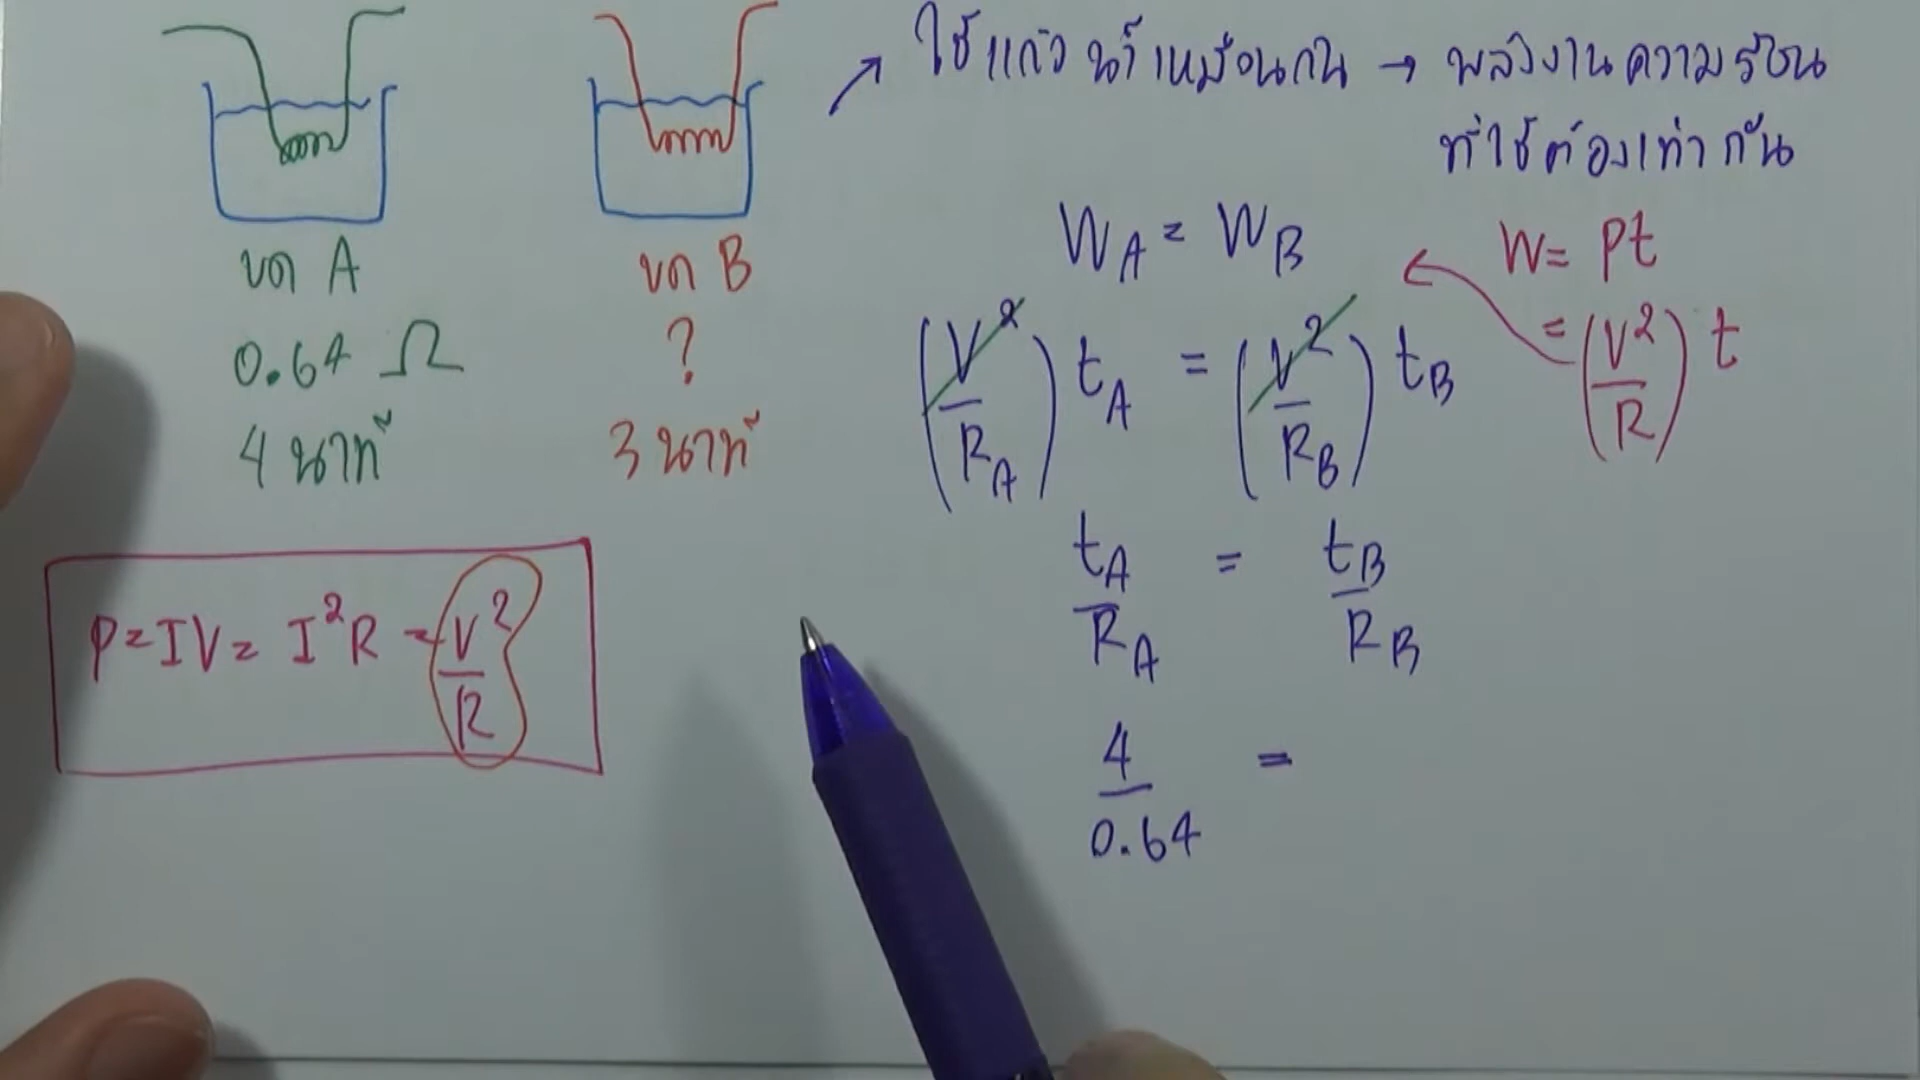 ใช้แก้วน้ำเหมือนกัน → พลังงานความร้อน
ที่ใช้ต้องเท่ากัน
ขด A
0.64 Ω
4 นาที
ขด B
?
3 นาที
W_A = W_B
W = Pt
(V²/R_A) t_A = (V²/R_B) t_B
= (V²/R) t
t_A/R_A = t_B/R_B
P = IV = I²R = V²/R
4/0.64 =